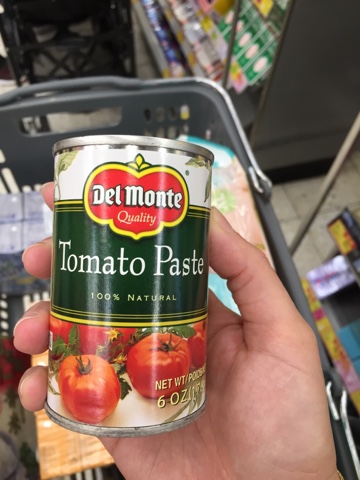 Del Monte
®
Quality
Tomato Paste
100% NATURAL
NET WT/
6 OZ